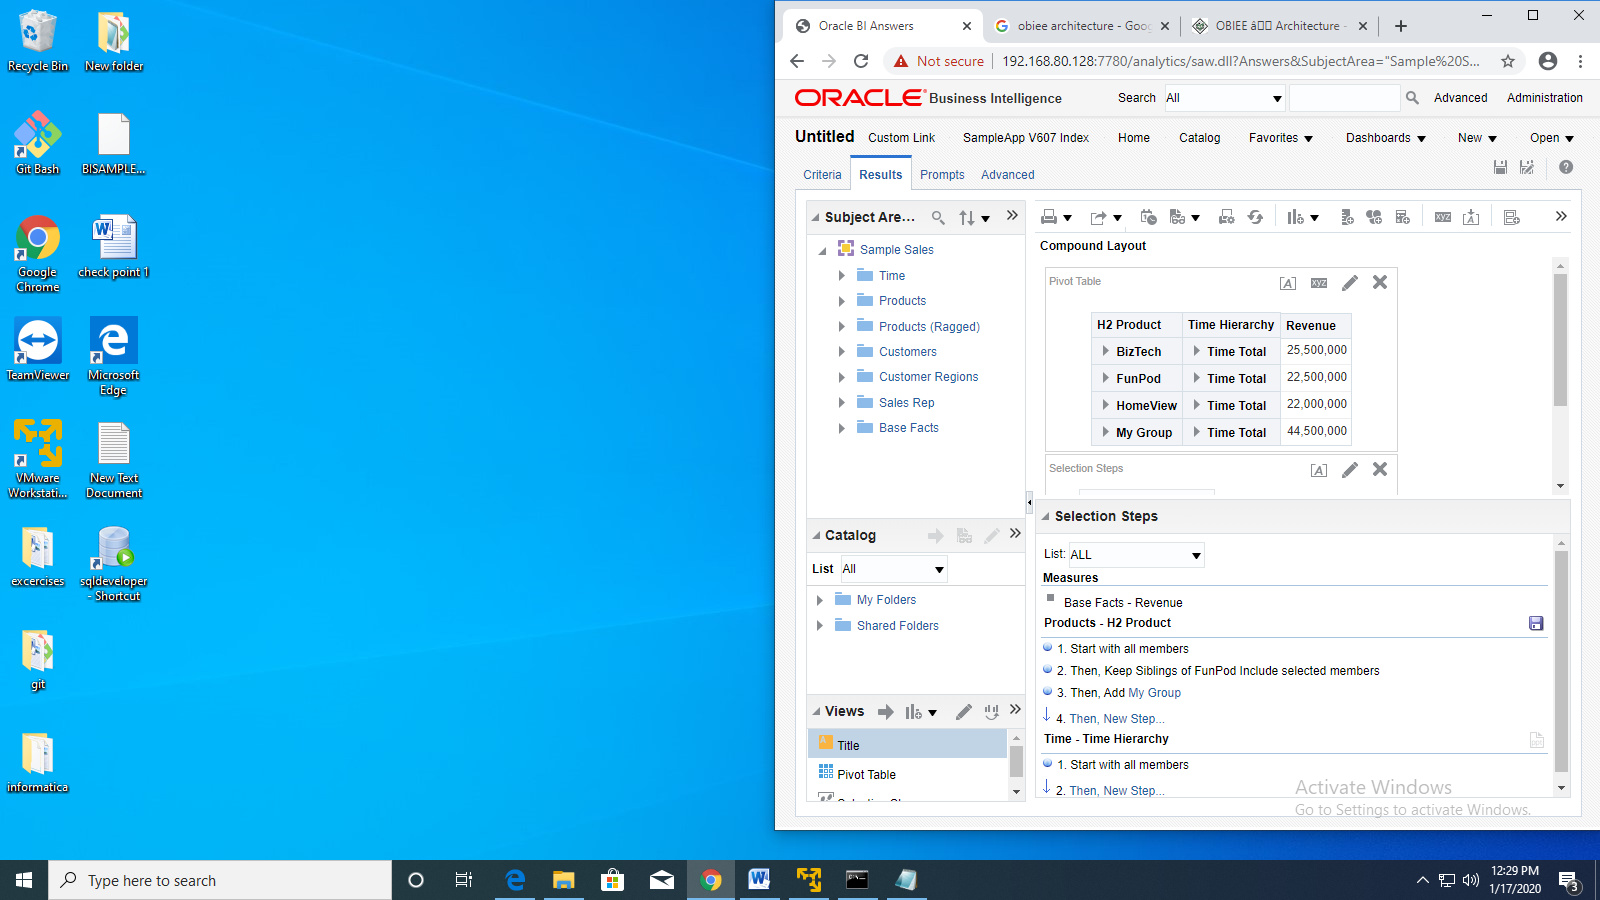 Recycle Bin
New folder
Git Bash
BISAMPLE...
Google Chrome
check point 1
TeamViewer
Microsoft Edge
VMware Workstati...
New Text Document
excercises
sqldeveloper - Shortcut
git
informatica
Oracle BI Answers
obiee architecture - Goog
OBIEE â Architecture -
Not secure
192.168.80.128:7780/analytics/saw.dll?Answers&SubjectArea="Sample%20S...
ORACLE Business Intelligence
Search
All
Advanced
Administration
Untitled
Custom Link
SampleApp V607 Index
Home
Catalog
Favorites
Dashboards
New
Open
Criteria
Results
Prompts
Advanced
Subject Are...
Sample Sales
Time
Products
Products (Ragged)
Customers
Customer Regions
Sales Rep
Base Facts
Catalog
List All
My Folders
Shared Folders
Views
Title
Pivot Table
Compound Layout
Pivot Table
H2 Product Time Hierarchy Revenue
BizTech Time Total 25,500,000
FunPod Time Total 22,500,000
HomeView Time Total 22,000,000
My Group Time Total 44,500,000
Selection Steps
Selection Steps
List: ALL
Measures
Base Facts - Revenue
Products - H2 Product
1. Start with all members
2. Then, Keep Siblings of FunPod Include selected members
3. Then, Add My Group
4. Then, New Step...
Time - Time Hierarchy
1. Start with all members
2. Then, New Step...
Activate Windows
Go to Settings to activate Windows.
Type here to search
12:29 PM
1/17/2020
3